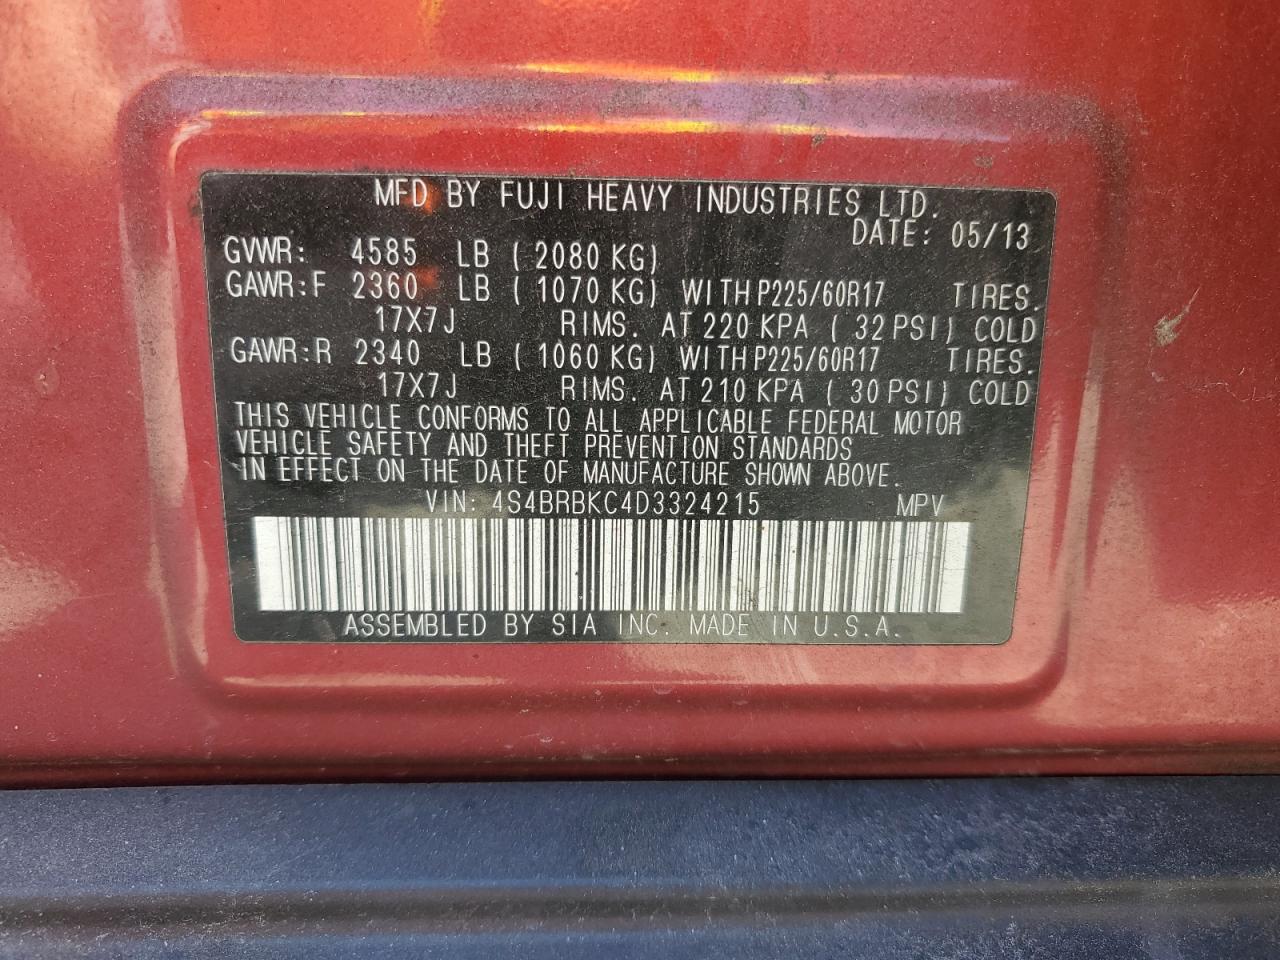 MFD BY FUJI HEAVY INDUSTRIES LTD.
DATE: 05/13
GVWR: 4585 LB ( 2080 KG)
GAWR:F 2360 LB ( 1070 KG) WITH P225/60R17 TIRES.
17X7J RIMS. AT 220 KPA ( 32 PSI) COLD
GAWR:R 2340 LB ( 1060 KG) WITH P225/60R17 TIRES.
17X7J RIMS. AT 210 KPA ( 30 PSI) COLD
THIS VEHICLE CONFORMS TO ALL APPLICABLE FEDERAL MOTOR
VEHICLE SAFETY AND THEFT PREVENTION STANDARDS
IN EFFECT ON THE DATE OF MANUFACTURE SHOWN ABOVE.
VIN: 4S4BRBKC4D3324215 MPV
ASSEMBLED BY SIA INC. MADE IN U.S.A.